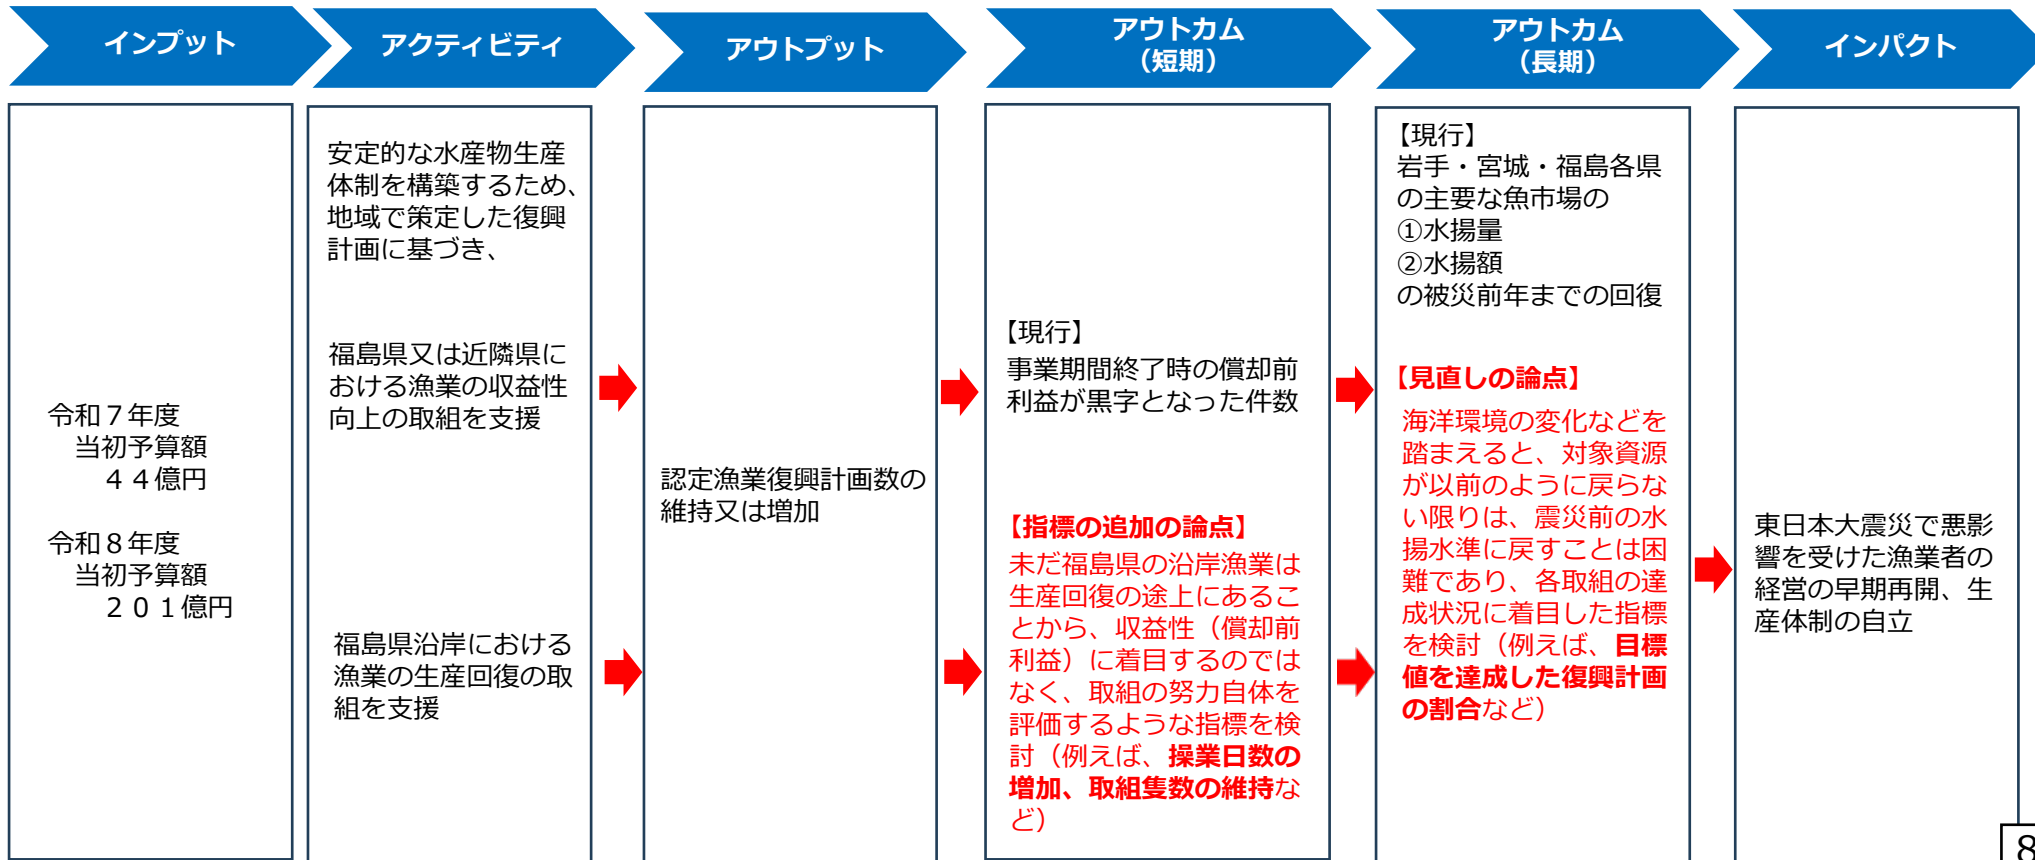 インプット
アクティビティ
アウトプット
アウトカム
（短期）
アウトカム
（長期）
インパクト
令和７年度
当初予算額
４４億円
令和８年度
当初予算額
２０１億円
安定的な水産物生産
体制を構築するため、
地域で策定した復興
計画に基づき、
福島県又は近隣県に
おける漁業の収益性
向上の取組を支援
福島県沿岸における
漁業の生産回復の取
組を支援
認定漁業復興計画数の
維持又は増加
【現行】
事業期間終了時の償却前
利益が黒字となった件数
【指標の追加の論点】
未だ福島県の沿岸漁業は
生産回復の途上にあるこ
とから、収益性（償却前
利益）に着目するのでは
なく、取組の努力自体を
評価するような指標を検
討（例えば、操業日数の
増加、取組隻数の維持な
ど）
【現行】
岩手・宮城・福島各県
の主要な魚市場の
①水揚量
②水揚額
の被災前年までの回復
【見直しの論点】
海洋環境の変化などを
踏まえると、対象資源
が以前のように戻らな
い限りは、震災前の水
揚水準に戻すことは困
難であり、各取組の達
成状況に着目した指標
を検討（例えば、目標
値を達成した復興計画
の割合など）
東日本大震災で悪影
響を受けた漁業者の
経営の早期再開、生
産体制の自立
8